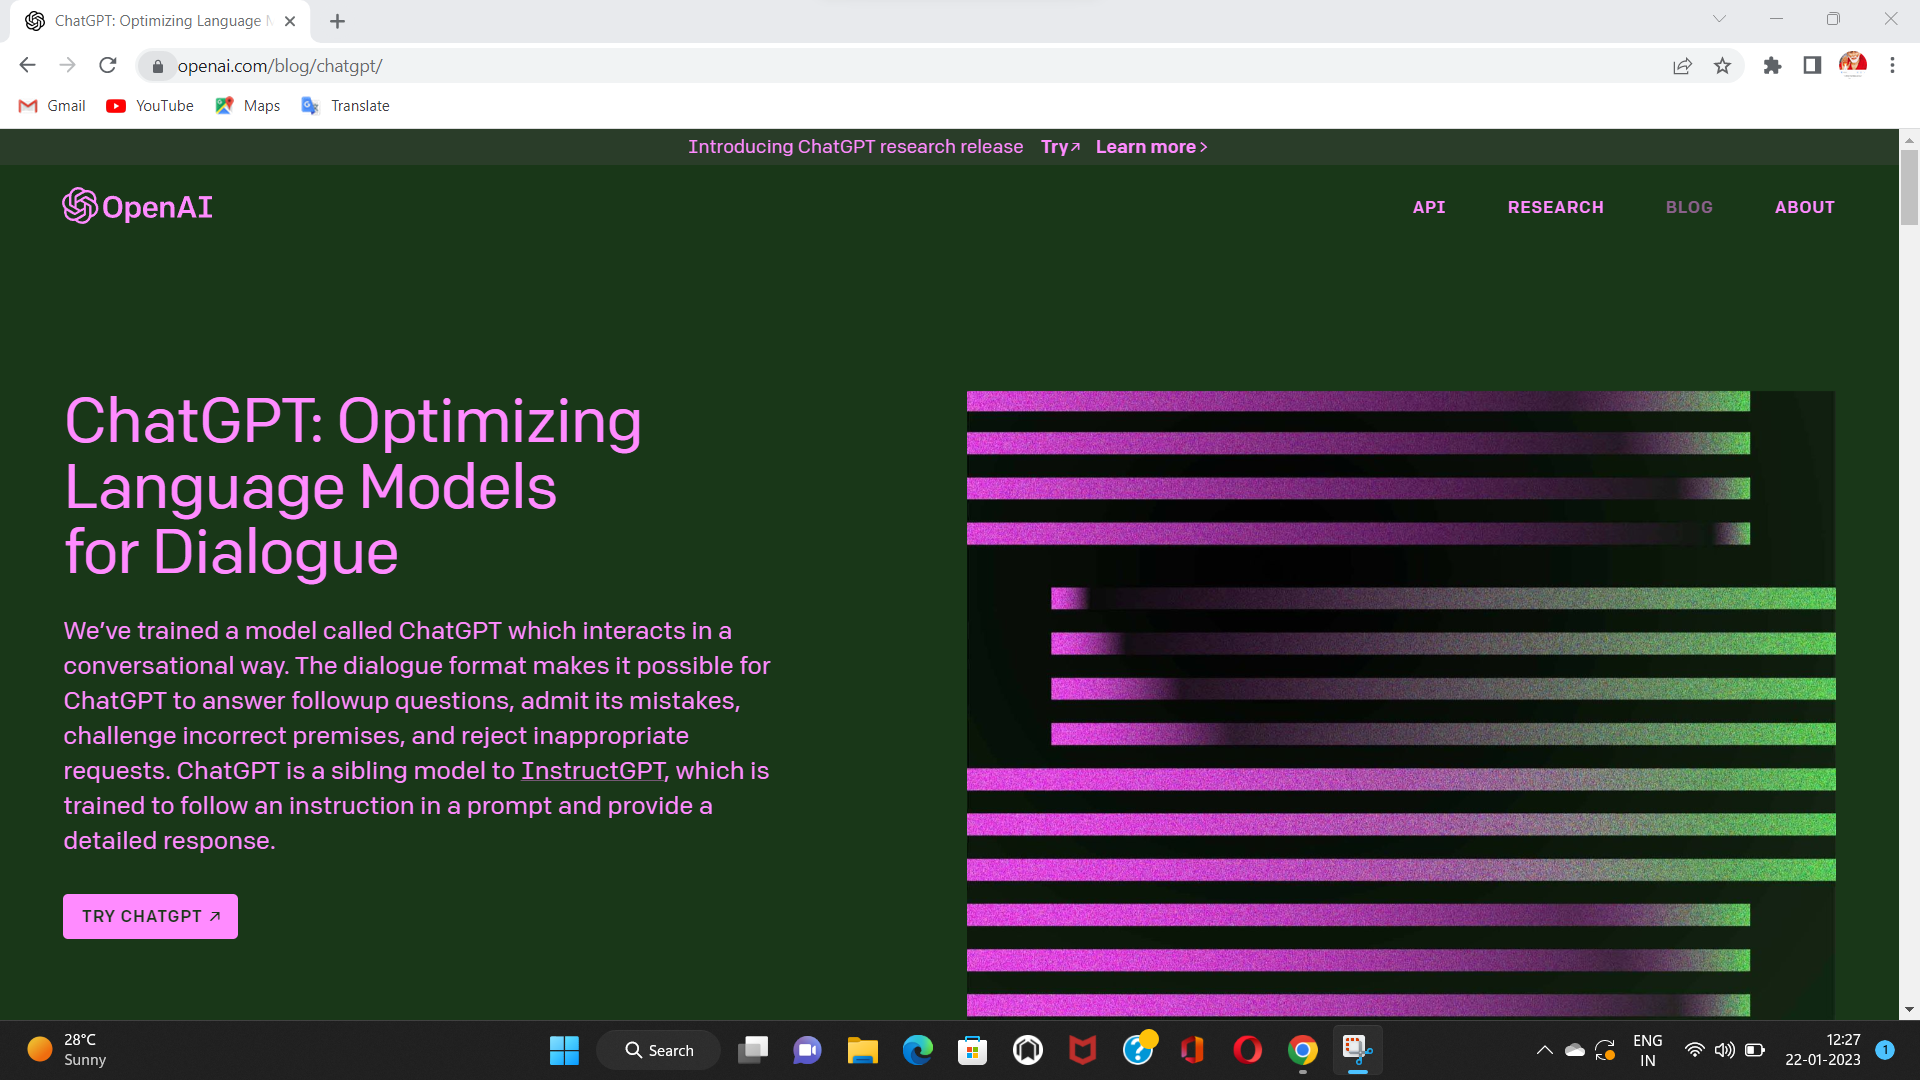 ChatGPT: Optimizing Language
openai.com/blog/chatgpt/
Gmail YouTube Maps Translate
Introducing ChatGPT research release Try↗ Learn more >
OpenAI
API RESEARCH BLOG ABOUT
ChatGPT: Optimizing
Language Models
for Dialogue
We’ve trained a model called ChatGPT which interacts in a
conversational way. The dialogue format makes it possible for
ChatGPT to answer followup questions, admit its mistakes,
challenge incorrect premises, and reject inappropriate
requests. ChatGPT is a sibling model to InstructGPT, which is
trained to follow an instruction in a prompt and provide a
detailed response.
TRY CHATGPT ↗
28°C
Sunny
Search
ENG
IN
12:27
22-01-2023
1